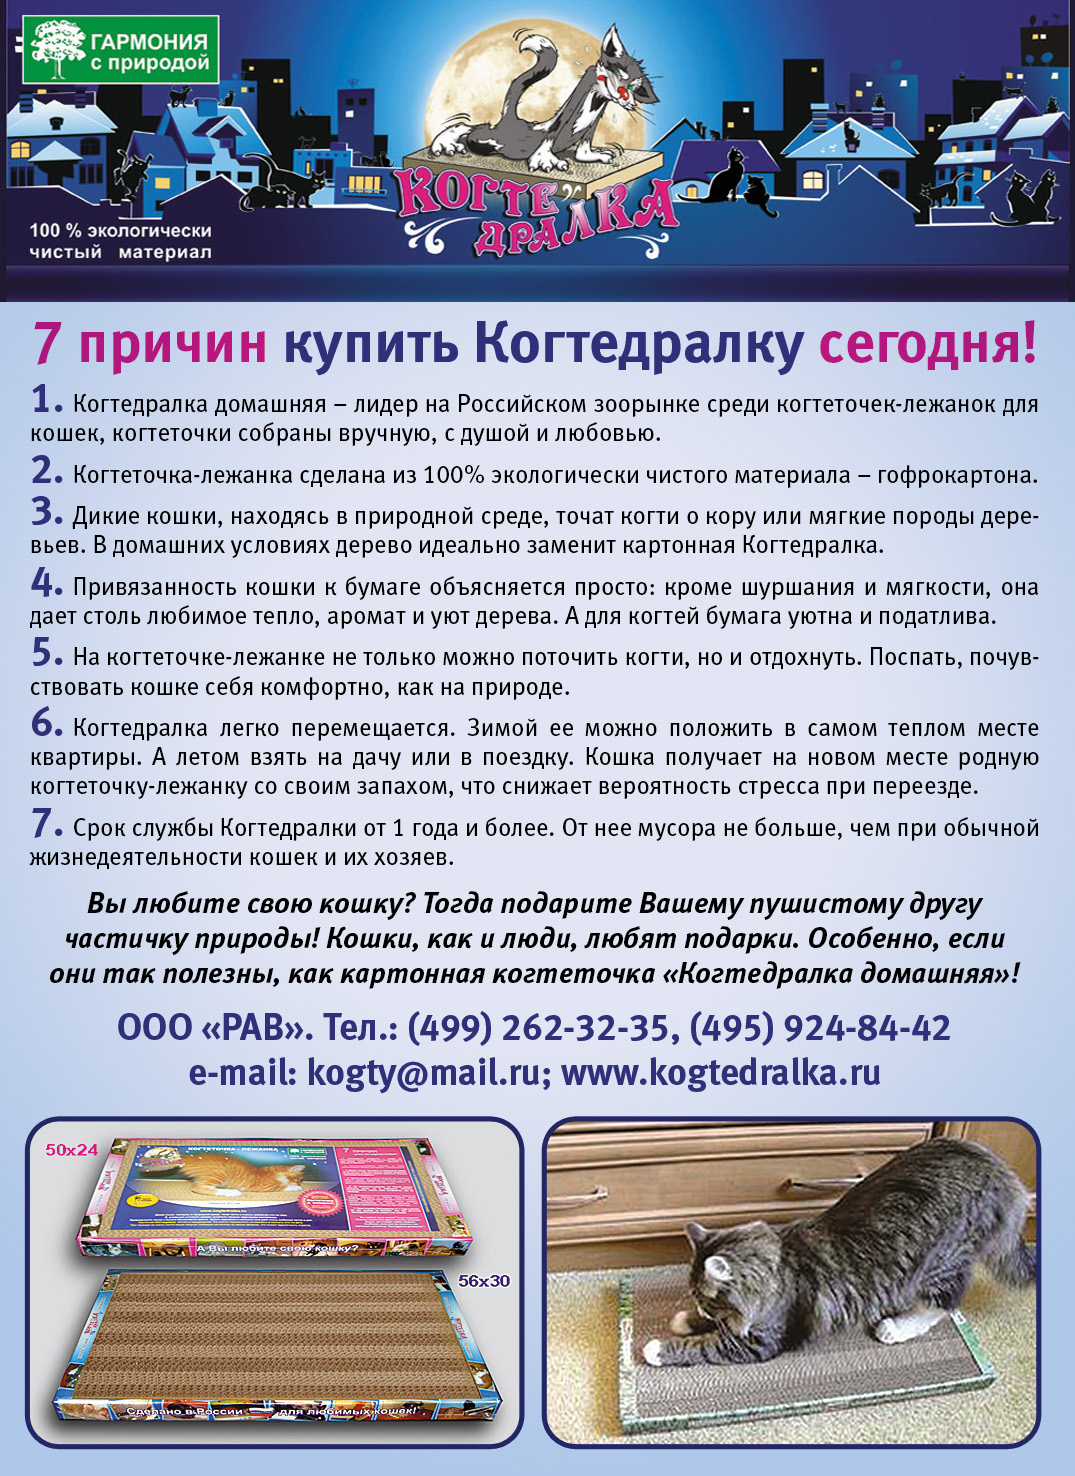 ГАРМОНИЯ
с природой
КОГТЕ
ДРАЛКА
100 % экологически
чистый материал
7 причин купить Когтедралку сегодня!
1. Когтедралка домашняя – лидер на Российском зоорынке среди когтеточек-лежанок для
кошек, когтеточки собраны вручную, с душой и любовью.
2. Когтеточка-лежанка сделана из 100% экологически чистого материала – гофрокартона.
3. Дикие кошки, находясь в природной среде, точат когти о кору или мягкие породы дере-
вьев. В домашних условиях дерево идеально заменит картонная Когтедралка.
4. Привязанность кошки к бумаге объясняется просто: кроме шуршания и мягкости, она
дает столь любимое тепло, аромат и уют дерева. А для когтей бумага уютна и податлива.
5. На когтеточке-лежанке не только можно поточить когти, но и отдохнуть. Поспать, почув-
ствовать кошке себя комфортно, как на природе.
6. Когтедралка легко перемещается. Зимой ее можно положить в самом теплом месте
квартиры. А летом взять на дачу или в поездку. Кошка получает на новом месте родную
когтеточку-лежанку со своим запахом, что снижает вероятность стресса при переезде.
7. Срок службы Когтедралки от 1 года и более. От нее мусора не больше, чем при обычной
жизнедеятельности кошек и их хозяев.
Вы любите свою кошку? Тогда подарите Вашему пушистому другу
частичку природы! Кошки, как и люди, любят подарки. Особенно, если
они так полезны, как картонная когтеточка «Когтедралка домашняя»!
ООО «РАВ». Тел.: (499) 262-32-35, (495) 924-84-42
e-mail: kogty@mail.ru; www.kogtedralka.ru
50x24
КОГТЕТОЧКА - ЛЕЖАНКА
www.kogtedralka.ru
А Вы любите свою кошку?
56x30
Сделано в России для любимых кошек!